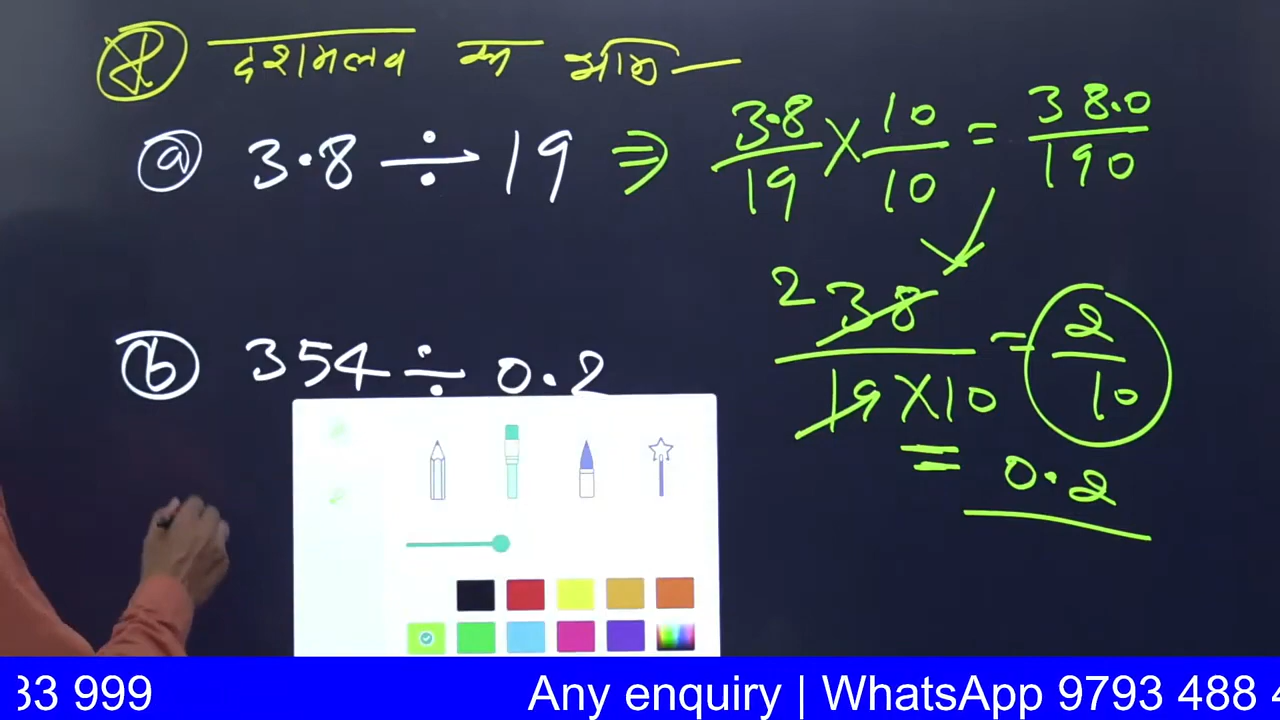 दशमलव का भाग —
(a) 3.8 ÷ 19 ⇒ 3.8/19 × 10/10 = 38.0/190
2 38/19×10 = 2/10
= 0.2
(b) 354 ÷ 0.2
33 999 Any enquiry | WhatsApp 9793 488 4